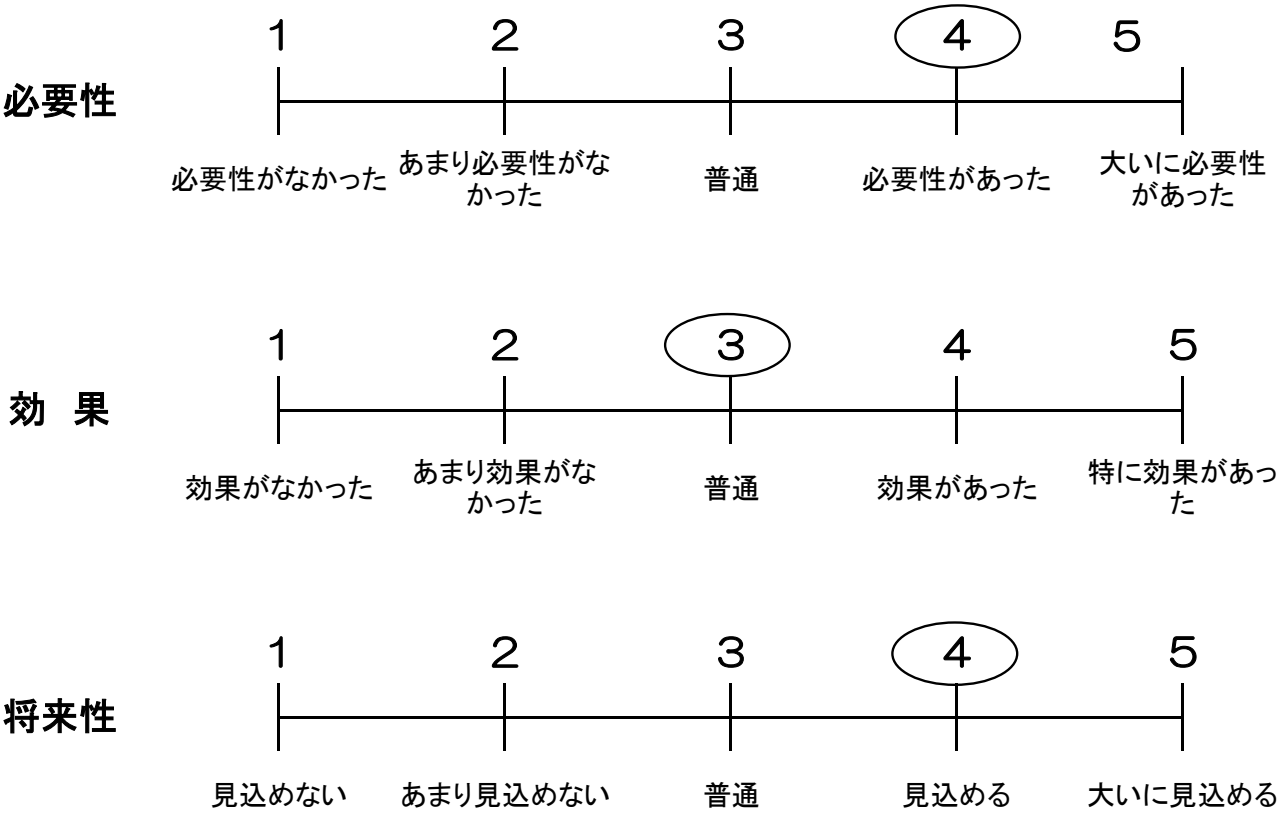 １ ２ ３ ４ ５
必要性
必要性がなかった あまり必要性がな
かった 普通 必要性があった 大いに必要性
があった
１ ２ ３ ４ ５
効 果
効果がなかった あまり効果がな
かった 普通 効果があった 特に効果があっ
た
１ ２ ３ ４ ５
将来性
見込めない あまり見込めない 普通 見込める 大いに見込める